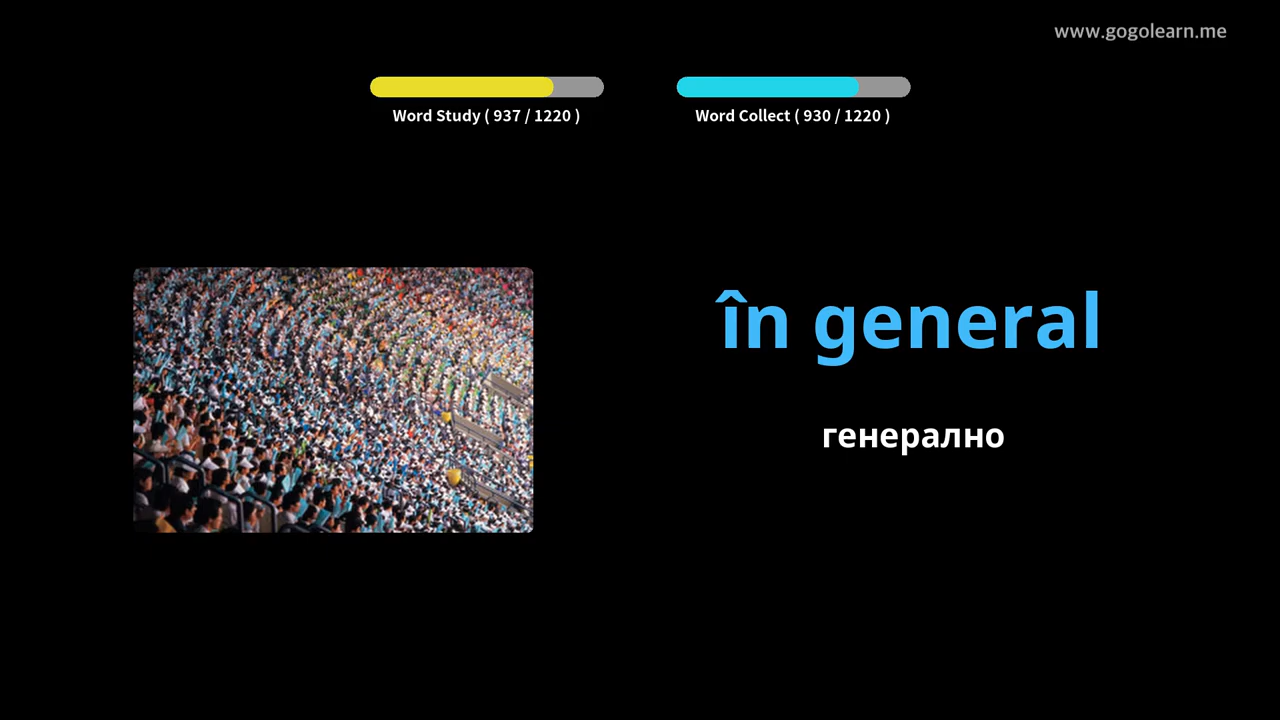 www.gogolearn.me
Word Study ( 937 / 1220 )
Word Collect ( 930 / 1220 )
în general
генерално